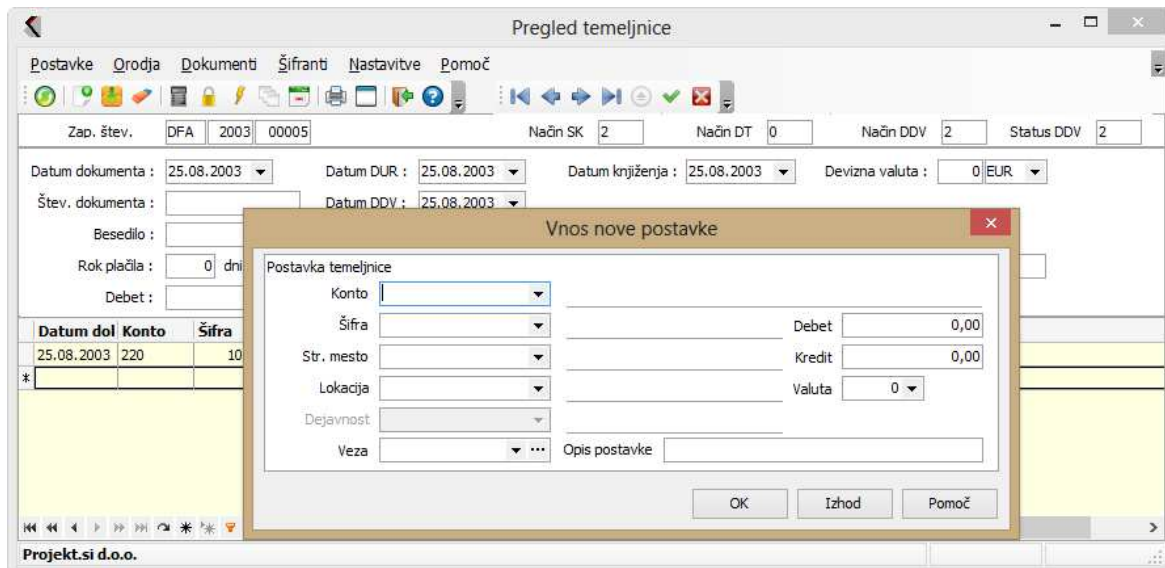 Pregled temeljnice
Postavke Orodja Dokumenti Šifranti Nastavitve Pomoč
Zap. štev. DFA 2003 00005 Način SK 2 Način DT 0 Način DDV 2 Status DDV 2
Datum dokumenta : 25.08.2003 Datum DUR : 25.08.2003 Datum knjiženja : 25.08.2003 Devizna valuta : 0 EUR
Štev. dokumenta : Datum DDV : 25.08.2003
Besedilo :
Rok plačila : 0 dni
Debet :
Datum dol Konto Šifra
25.08.2003 220 10
*
Vnos nove postavke
Postavka temeljnice
Konto
Šifra Debet 0,00
Str. mesto Kredit 0,00
Lokacija Valuta 0
Dejavnost
Veza ... Opis postavke
OK Izhod Pomoč
Projekt.si d.o.o.